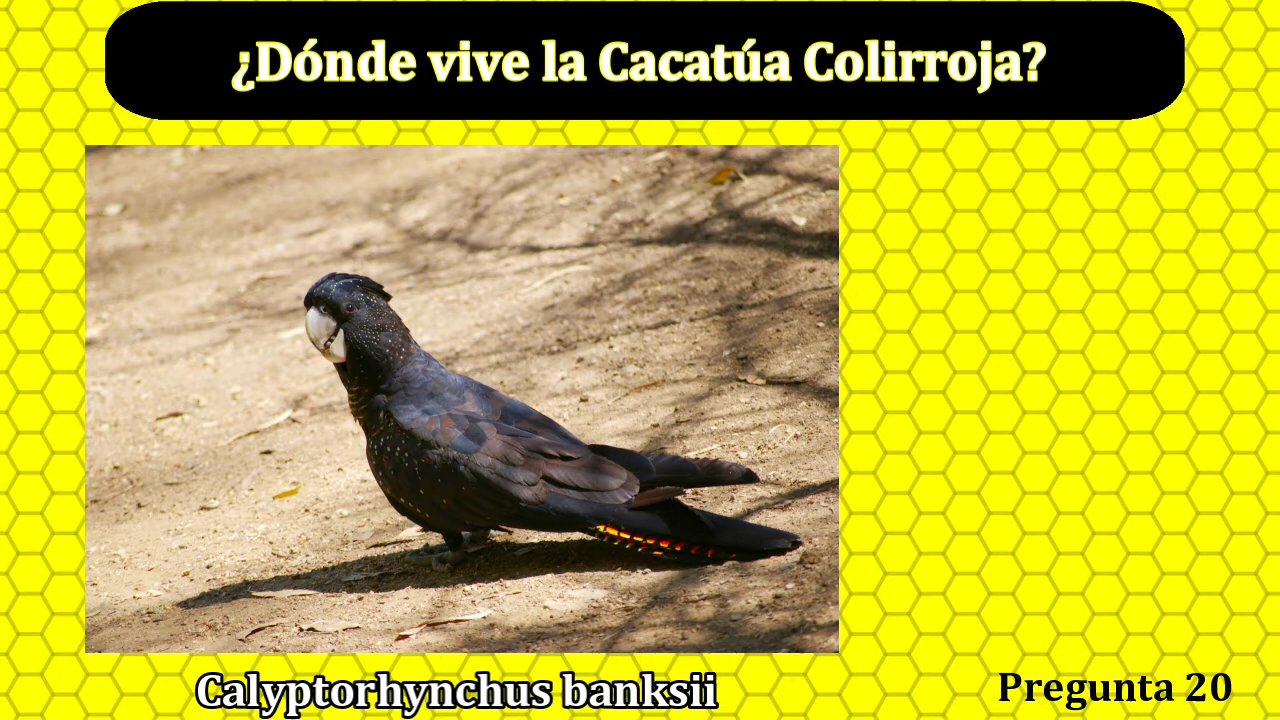 ¿Dónde vive la Cacatúa Colirroja?
Calyptorhynchus banksii
Pregunta 20